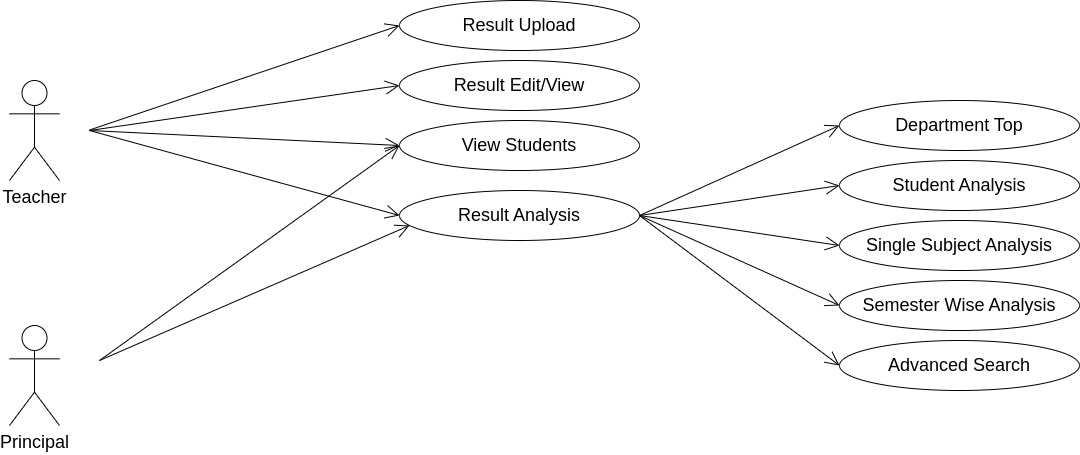 Result Upload
Result Edit/View
View Students
Result Analysis
Teacher
Principal
Department Top
Student Analysis
Single Subject Analysis
Semester Wise Analysis
Advanced Search